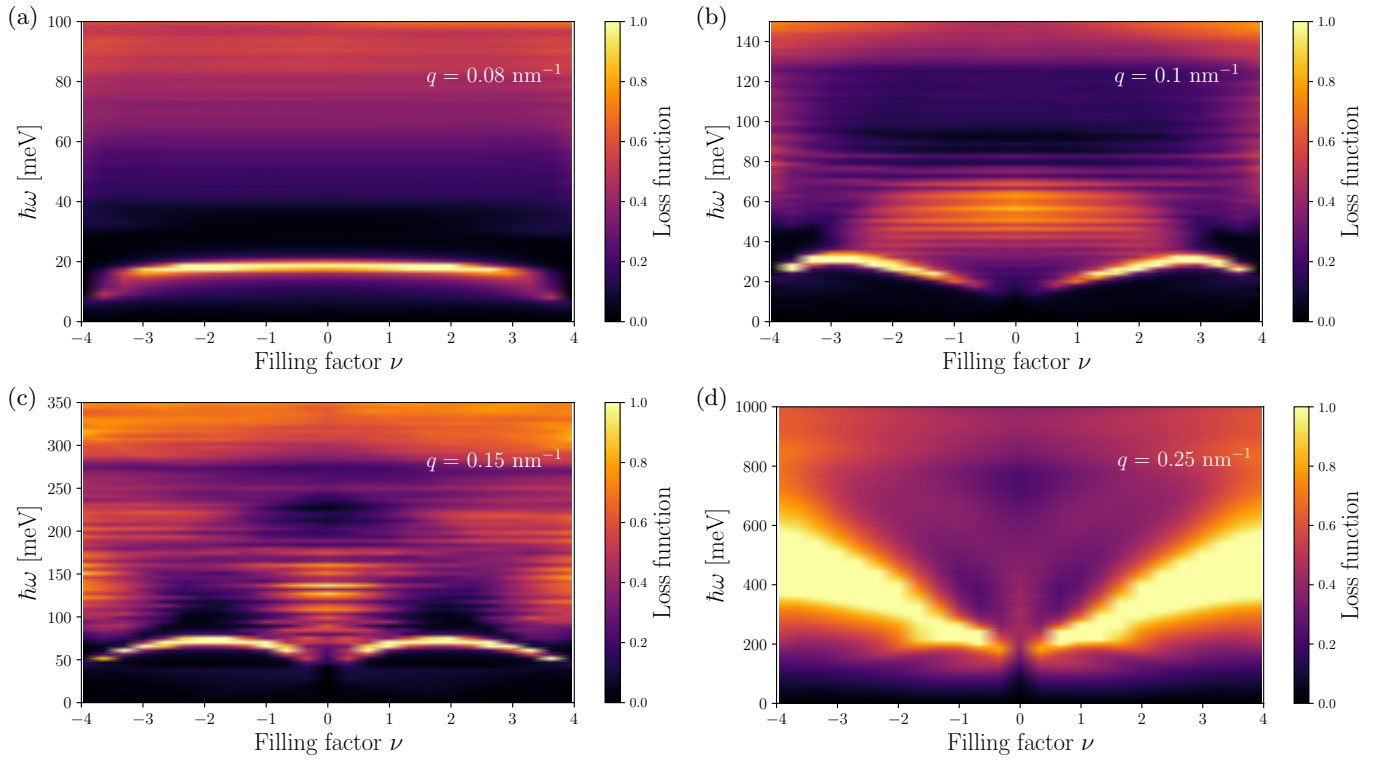 (a)
100
80
60
40
20
0
ħω [meV]
q = 0.08 nm⁻¹
−4 −3 −2 −1 0 1 2 3 4
Filling factor ν
1.0
0.8
0.6
0.4
0.2
0.0
Loss function
(b)
140
120
100
80
60
40
20
0
ħω [meV]
q = 0.1 nm⁻¹
−4 −3 −2 −1 0 1 2 3 4
Filling factor ν
1.0
0.8
0.6
0.4
0.2
0.0
Loss function
(c)
350
300
250
200
150
100
50
0
ħω [meV]
q = 0.15 nm⁻¹
−4 −3 −2 −1 0 1 2 3 4
Filling factor ν
1.0
0.8
0.6
0.4
0.2
0.0
Loss function
(d)
1000
800
600
400
200
0
ħω [meV]
q = 0.25 nm⁻¹
−4 −3 −2 −1 0 1 2 3 4
Filling factor ν
1.0
0.8
0.6
0.4
0.2
0.0
Loss function